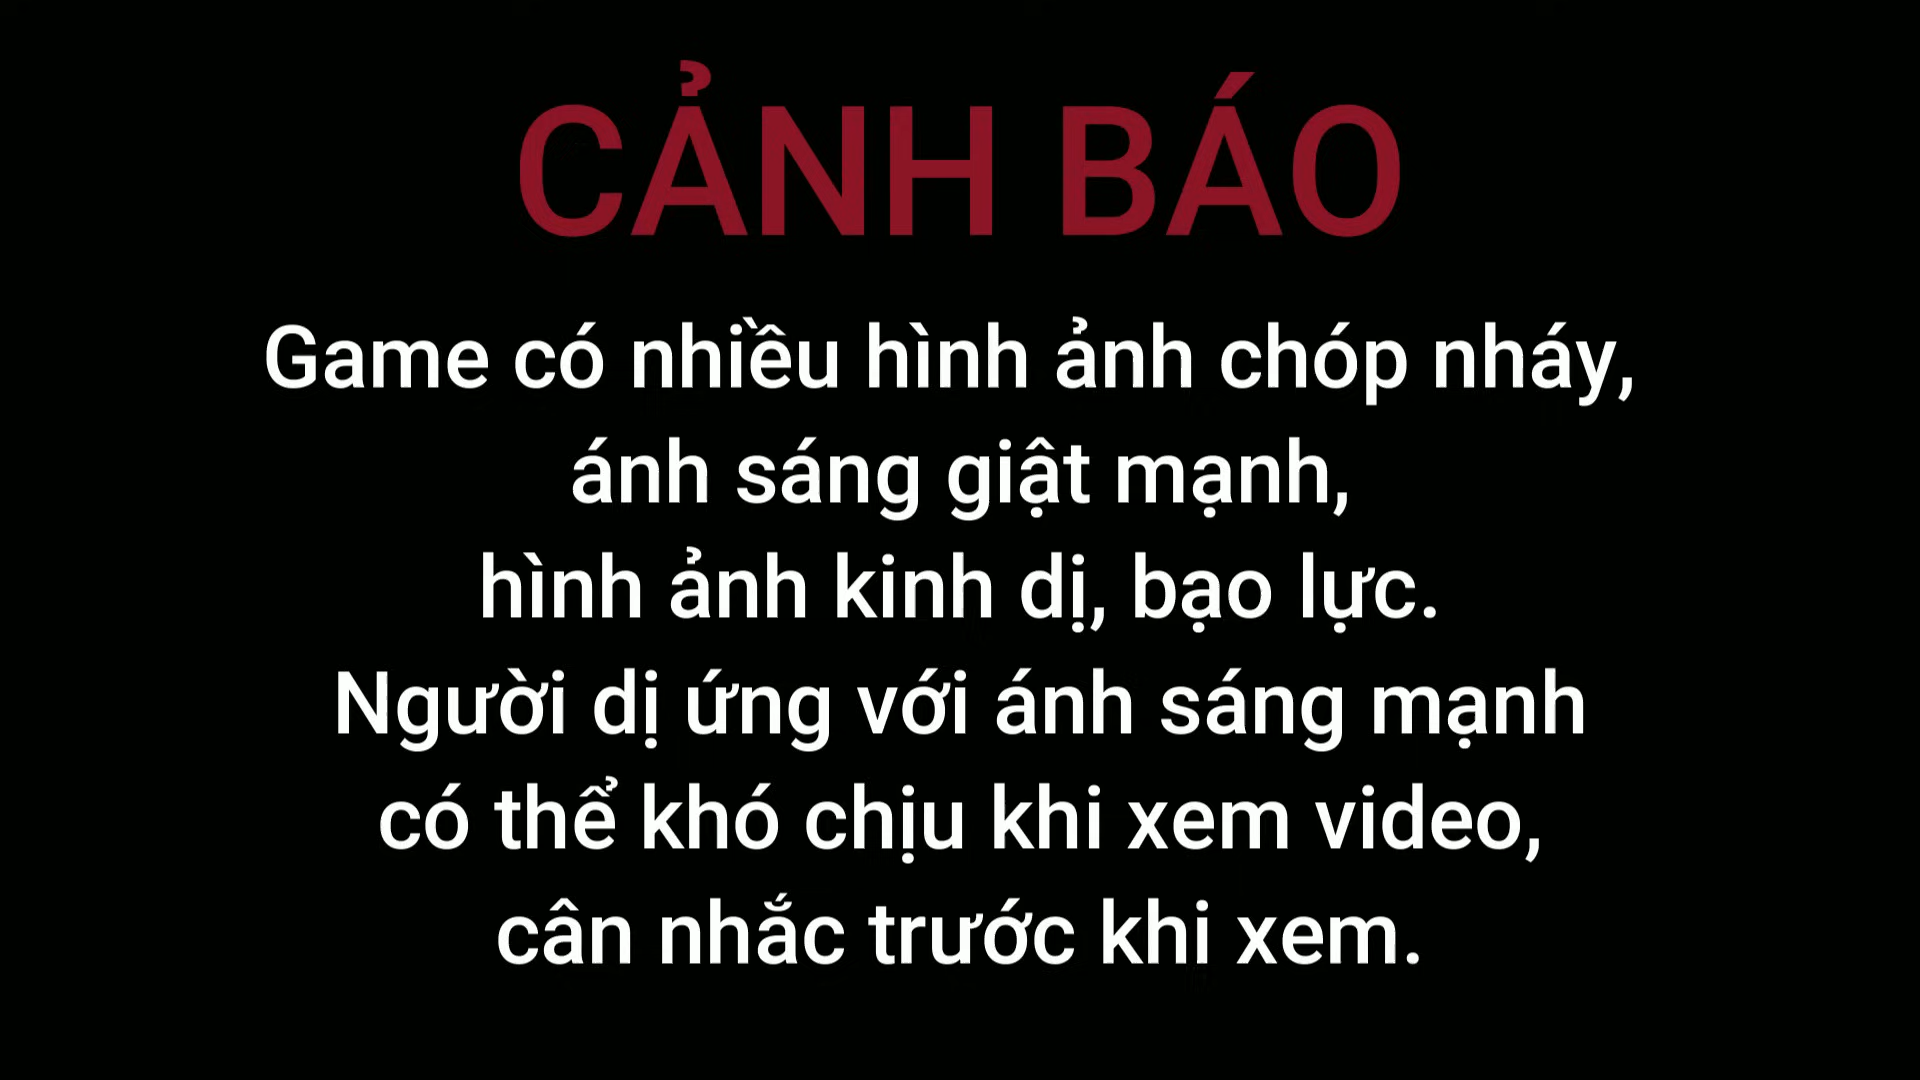 CẢNH BÁO
Game có nhiều hình ảnh chóp nháy,
ánh sáng giật mạnh,
hình ảnh kinh dị, bạo lực.
Người dị ứng với ánh sáng mạnh
có thể khó chịu khi xem video,
cân nhắc trước khi xem.